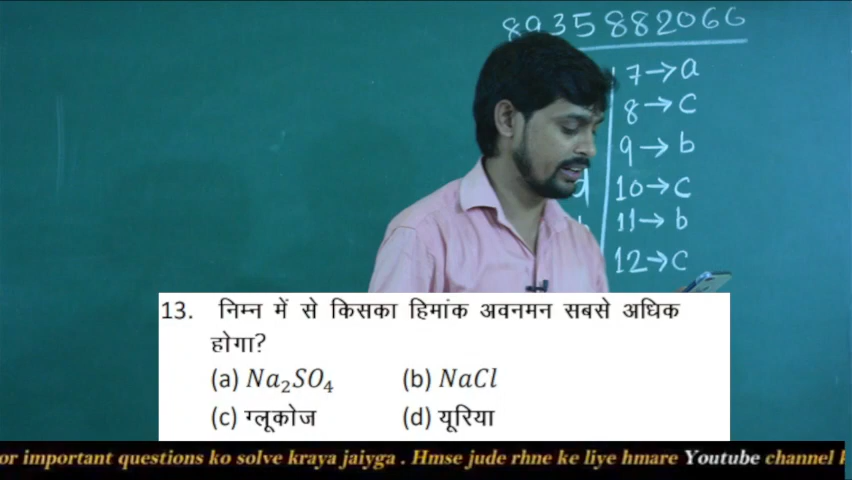 8935882066
7→a
8→c
9→b
d 10→c
11→b
12→c
13. निम्न में से किसका हिमांक अवनमन सबसे अधिक
होगा?
(a) Na₂SO₄ (b) NaCl
(c) ग्लूकोज (d) यूरिया
or important questions ko solve kraya jaiyga . Hmse jude rhne ke liye hmare Youtube channel